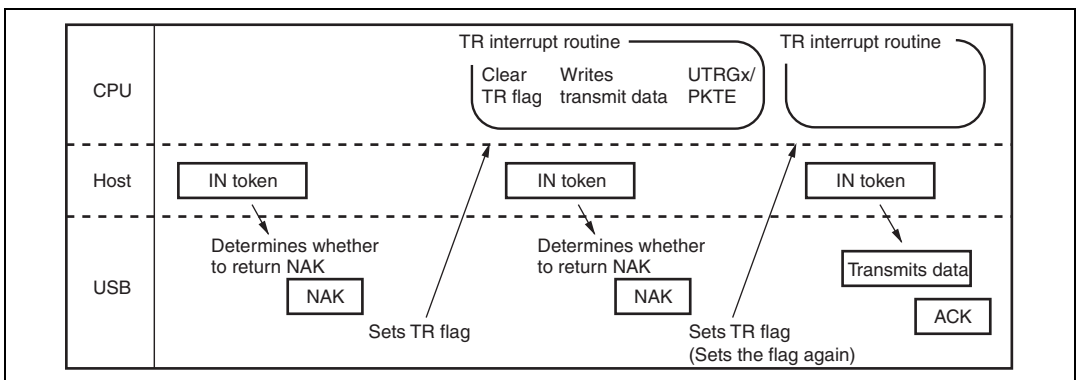 TR interrupt routine
TR interrupt routine
Clear Writes UTRGx/
TR flag transmit data PKTE
CPU
Host
IN token
IN token
IN token
Determines whether
to return NAK
Determines whether
to return NAK
Transmits data
USB
NAK
NAK
ACK
Sets TR flag
Sets TR flag
(Sets the flag again)